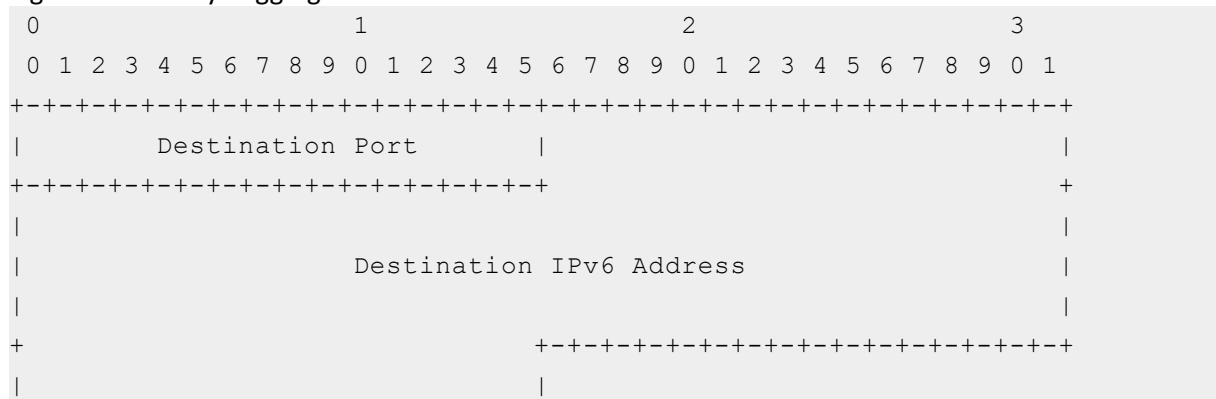 0                   1                   2                   3
 0 1 2 3 4 5 6 7 8 9 0 1 2 3 4 5 6 7 8 9 0 1 2 3 4 5 6 7 8 9 0 1
+-+-+-+-+-+-+-+-+-+-+-+-+-+-+-+-+-+-+-+-+-+-+-+-+-+-+-+-+-+-+-+-+
|        Destination Port       |                               |
+-+-+-+-+-+-+-+-+-+-+-+-+-+-+-+-+                               +
|                                                               |
|                    Destination IPv6 Address                   |
|                                                               |
+                               +-+-+-+-+-+-+-+-+-+-+-+-+-+-+-+-+
|                               |